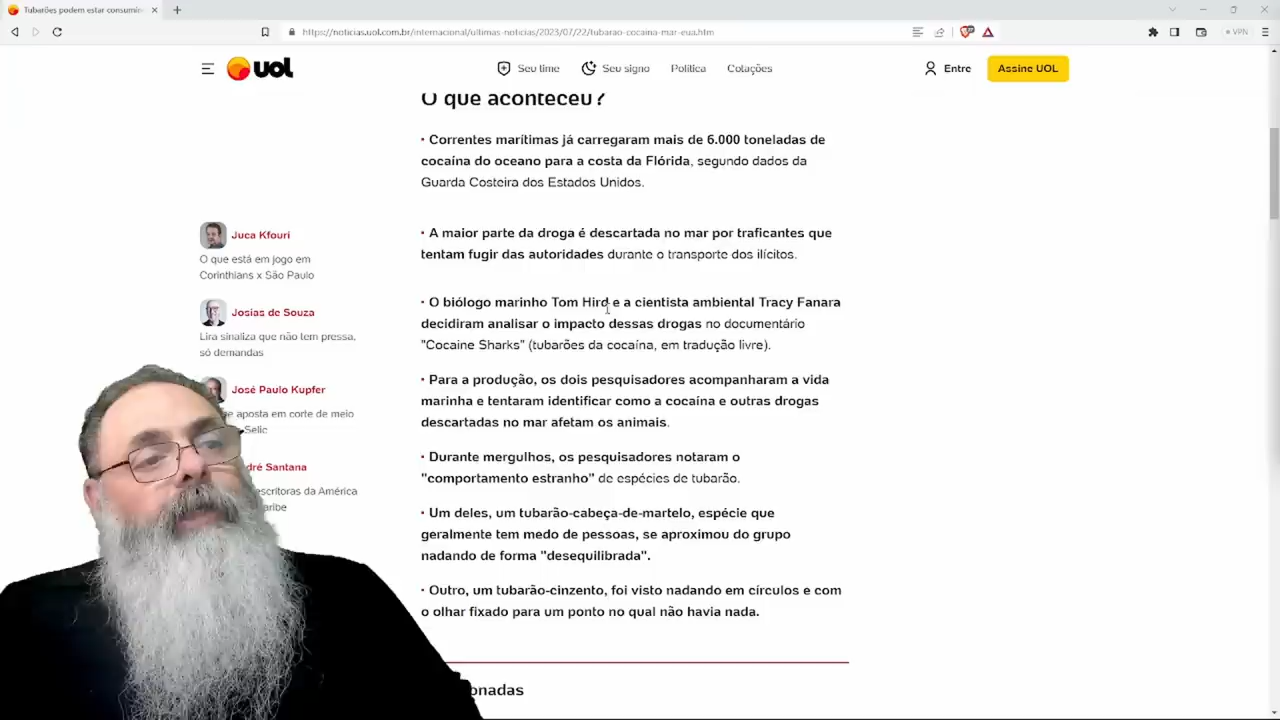 Tubarões podem estar consumin
https://noticias.uol.com.br/internacional/ultimas-noticias/2023/07/22/tubarao-cocaina-mar-eua.htm
VPN
UOL
Seu time
Seu signo
Política
Cotações
Entre
Assine UOL
O que aconteceu?
· Correntes marítimas já carregaram mais de 6.000 toneladas de
cocaína do oceano para a costa da Flórida, segundo dados da
Guarda Costeira dos Estados Unidos.
· A maior parte da droga é descartada no mar por traficantes que
tentam fugir das autoridades durante o transporte dos ilícitos.
· O biólogo marinho Tom Hird e a cientista ambiental Tracy Fanara
decidiram analisar o impacto dessas drogas no documentário
"Cocaine Sharks" (tubarões da cocaína, em tradução livre).
· Para a produção, os dois pesquisadores acompanharam a vida
marinha e tentaram identificar como a cocaína e outras drogas
descartadas no mar afetam os animais.
· Durante mergulhos, os pesquisadores notaram o
"comportamento estranho" de espécies de tubarão.
· Um deles, um tubarão-cabeça-de-martelo, espécie que
geralmente tem medo de pessoas, se aproximou do grupo
nadando de forma "desequilibrada".
· Outro, um tubarão-cinzento, foi visto nadando em círculos e com
o olhar fixado para um ponto no qual não havia nada.
Juca Kfouri
O que está em jogo em
Corinthians x São Paulo
Josias de Souza
Lira sinaliza que não tem pressa,
só demandas
José Paulo Kupfer
aposta em corte de meio
Selic
dré Santana
escritoras da América
aribe
onadas